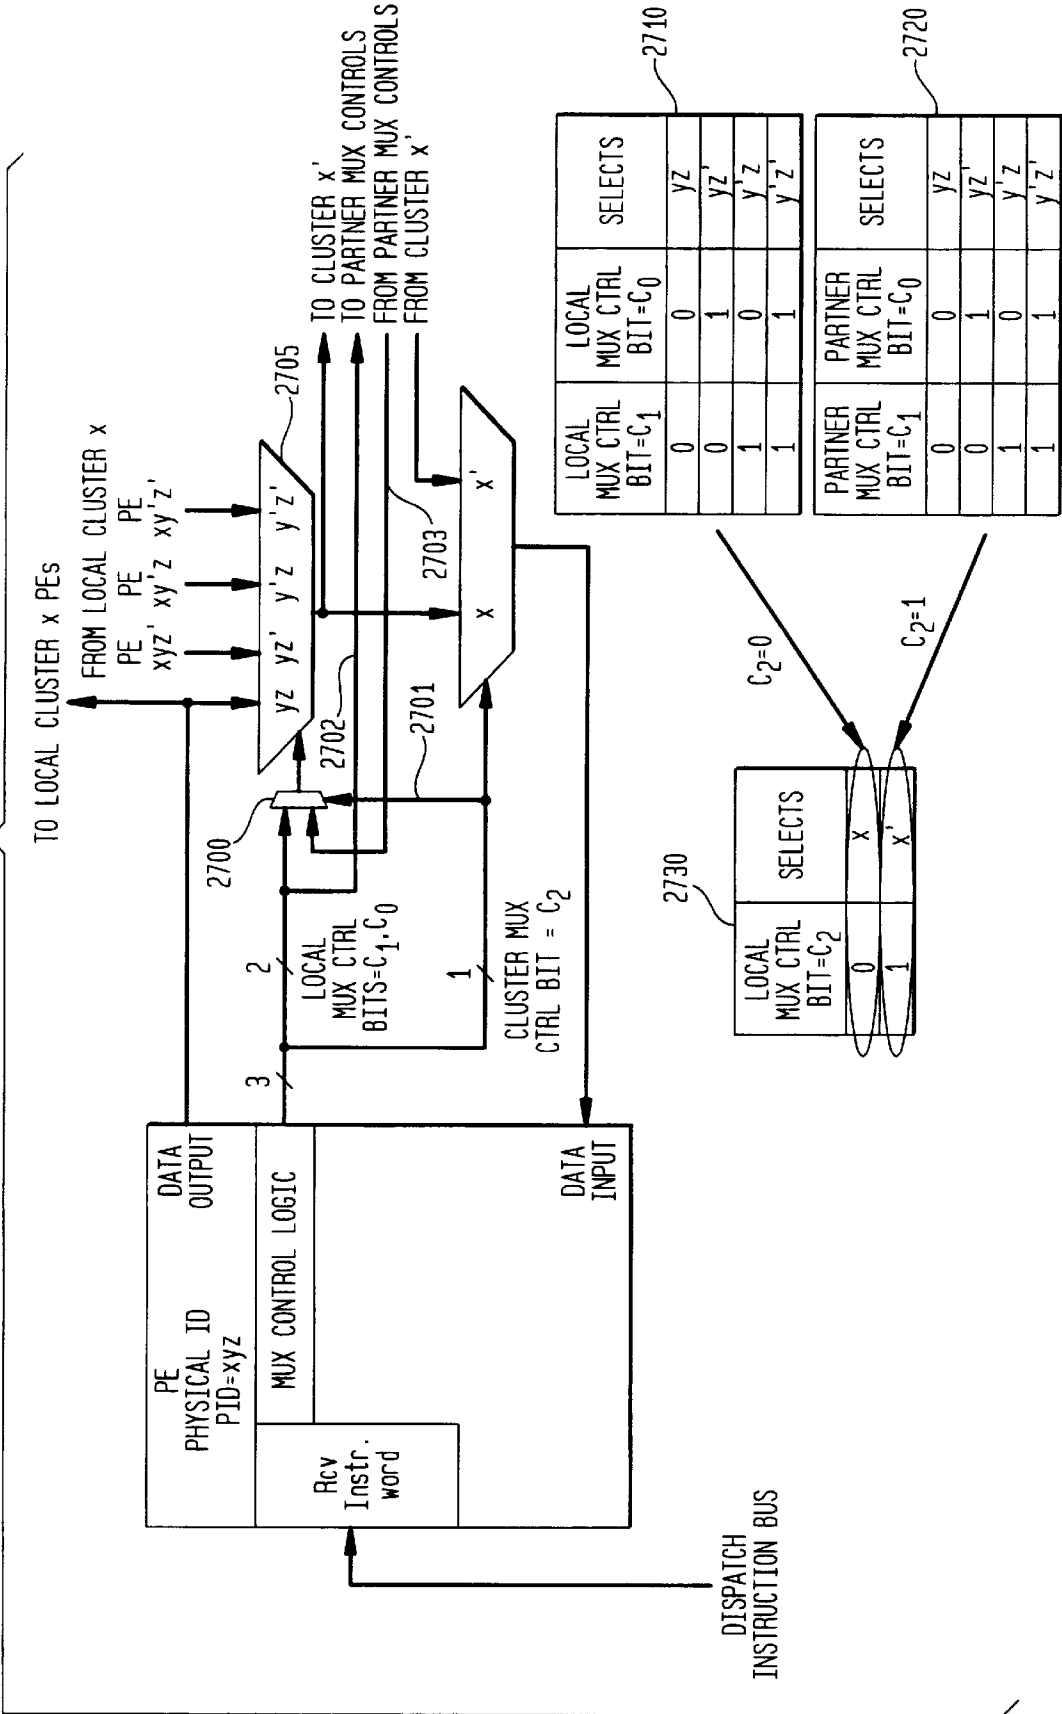 TO LOCAL CLUSTER x PEs
FROM LOCAL CLUSTER x
PE PE PE
xyz' xy'z xy'z'
2705
yz yz' y'z y'z'
2700
TO CLUSTER x'
TO PARTNER MUX CONTROLS
FROM PARTNER MUX CONTROLS
FROM CLUSTER x'
2702
2703
2701
x x'
PE
PHYSICAL ID
PID=xyz
DATA
OUTPUT
MUX CONTROL LOGIC
Rcv
Instr.
word
DATA
INPUT
3
2
LOCAL
MUX CTRL
BITS=C1,C0
1
CLUSTER MUX
CTRL BIT = C2
DISPATCH
INSTRUCTION BUS
2730
LOCAL
MUX CTRL
BIT=C2
SELECTS
0 x
1 x'
C2=0
C2=1
2710
LOCAL
MUX CTRL
BIT=C1
LOCAL
MUX CTRL
BIT=C0
SELECTS
0 0 yz
0 1 yz'
1 0 y'z
1 1 y'z'
2720
PARTNER
MUX CTRL
BIT=C1
PARTNER
MUX CTRL
BIT=C0
SELECTS
0 0 yz
0 1 yz'
1 0 y'z
1 1 y'z'